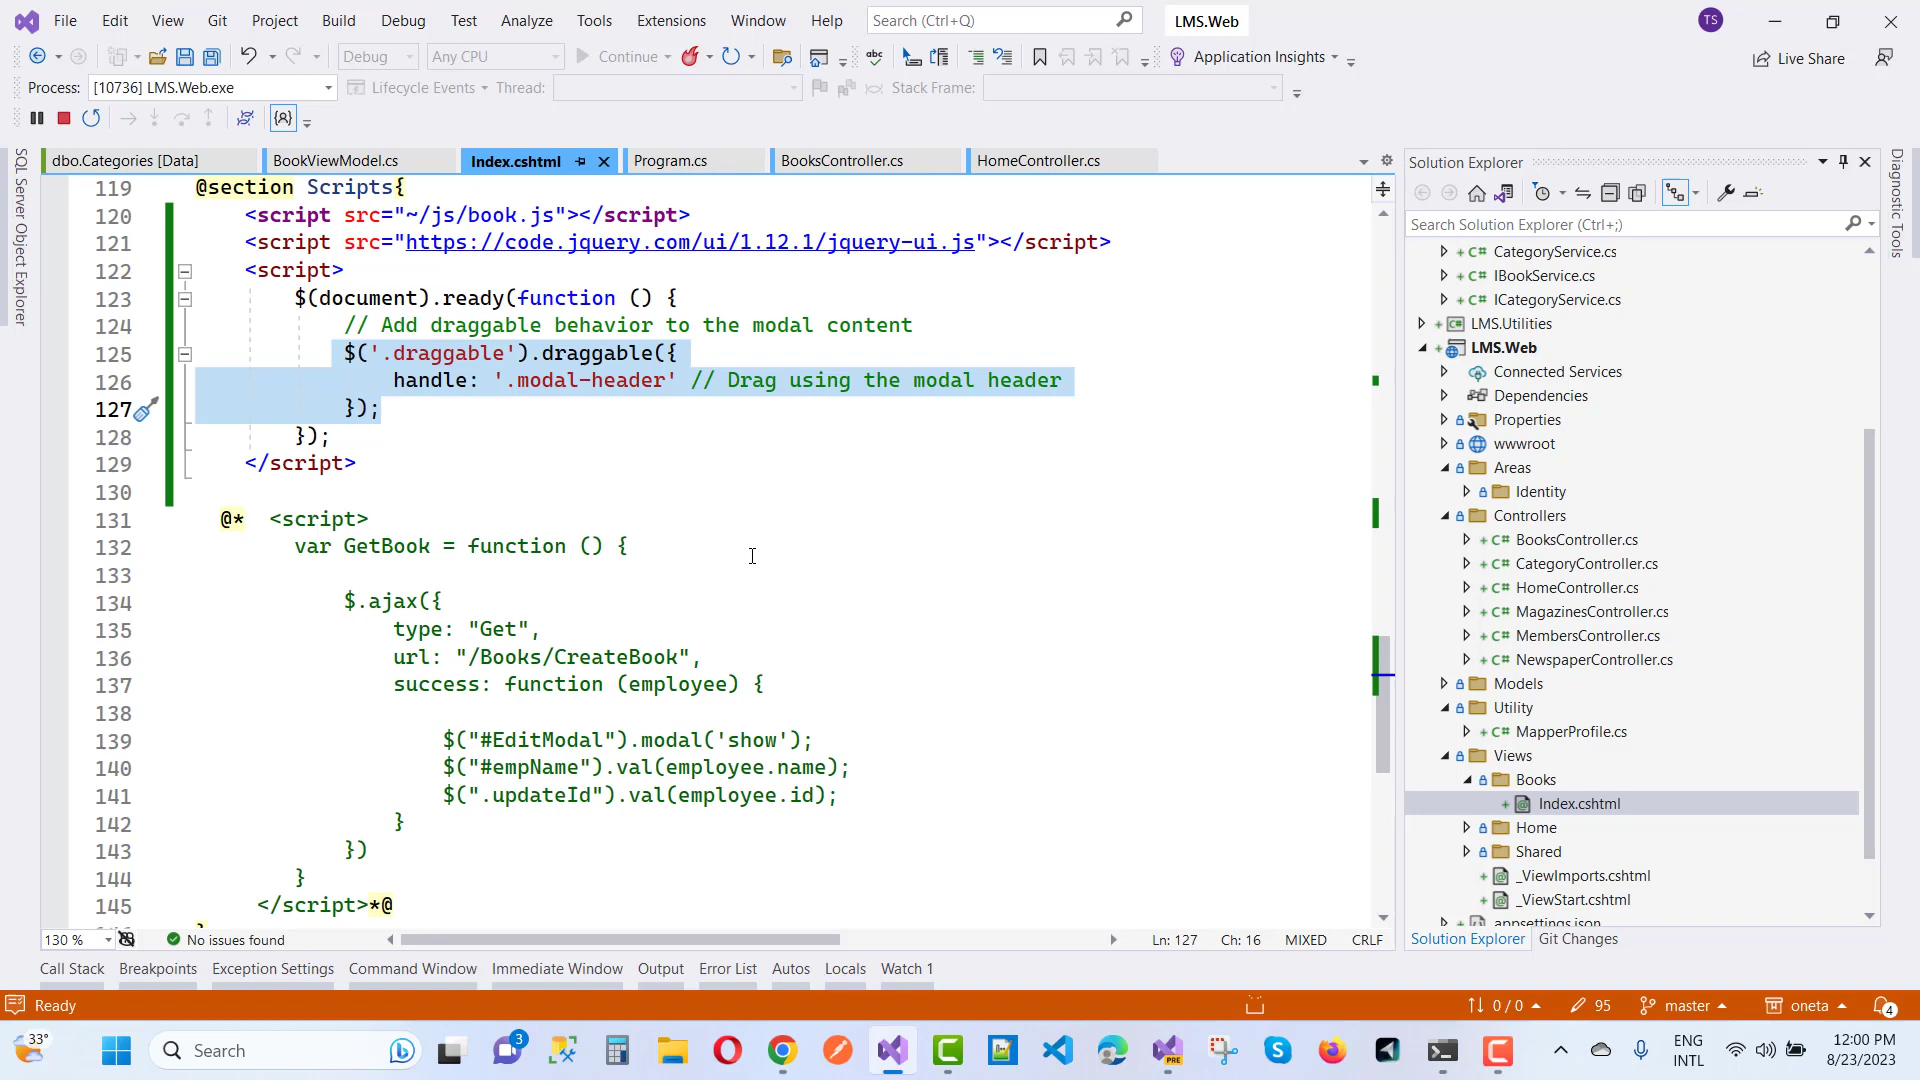 File Edit View Git Project Build Debug Test Analyze Tools Extensions Window Help Search (Ctrl+Q) LMS.Web TS
Debug Any CPU Continue Application Insights Live Share
Process: [10736] LMS.Web.exe Lifecycle Events Thread: Stack Frame:
SQL Server Object Explorer
dbo.Categories [Data] BookViewModel.cs Index.cshtml Program.cs BooksController.cs HomeController.cs
119 @section Scripts{
120 <script src="~/js/book.js"></script>
121 <script src="https://code.jquery.com/ui/1.12.1/jquery-ui.js"></script>
122 <script>
123 $(document).ready(function () {
124 // Add draggable behavior to the modal content
125 $('.draggable').draggable({
126 handle: '.modal-header' // Drag using the modal header
127 });
128 });
129 </script>
130
131 @* <script>
132 var GetBook = function () {
133
134 $.ajax({
135 type: "Get",
136 url: "/Books/CreateBook",
137 success: function (employee) {
138
139 $("#EditModal").modal('show');
140 $("#empName").val(employee.name);
141 $(".updateId").val(employee.id);
142 }
143 })
144 }
145 </script>*@
130 % No issues found Ln: 127 Ch: 16 MIXED CRLF
Solution Explorer
Search Solution Explorer (Ctrl+;)
C# CategoryService.cs
C# IBookService.cs
C# ICategoryService.cs
C# LMS.Utilities
LMS.Web
Connected Services
Dependencies
Properties
wwwroot
Areas
Identity
Controllers
C# BooksController.cs
C# CategoryController.cs
C# HomeController.cs
C# MagazinesController.cs
C# MembersController.cs
C# NewspaperController.cs
Models
Utility
C# MapperProfile.cs
Views
Books
Index.cshtml
Home
Shared
_ViewImports.cshtml
_ViewStart.cshtml
appsettings.json
Solution Explorer Git Changes
Diagnostic Tools
Call Stack Breakpoints Exception Settings Command Window Immediate Window Output Error List Autos Locals Watch 1
Ready 0 / 0 95 master oneta 4
33° Search 3 PRE ENG INTL 12:00 PM 8/23/2023